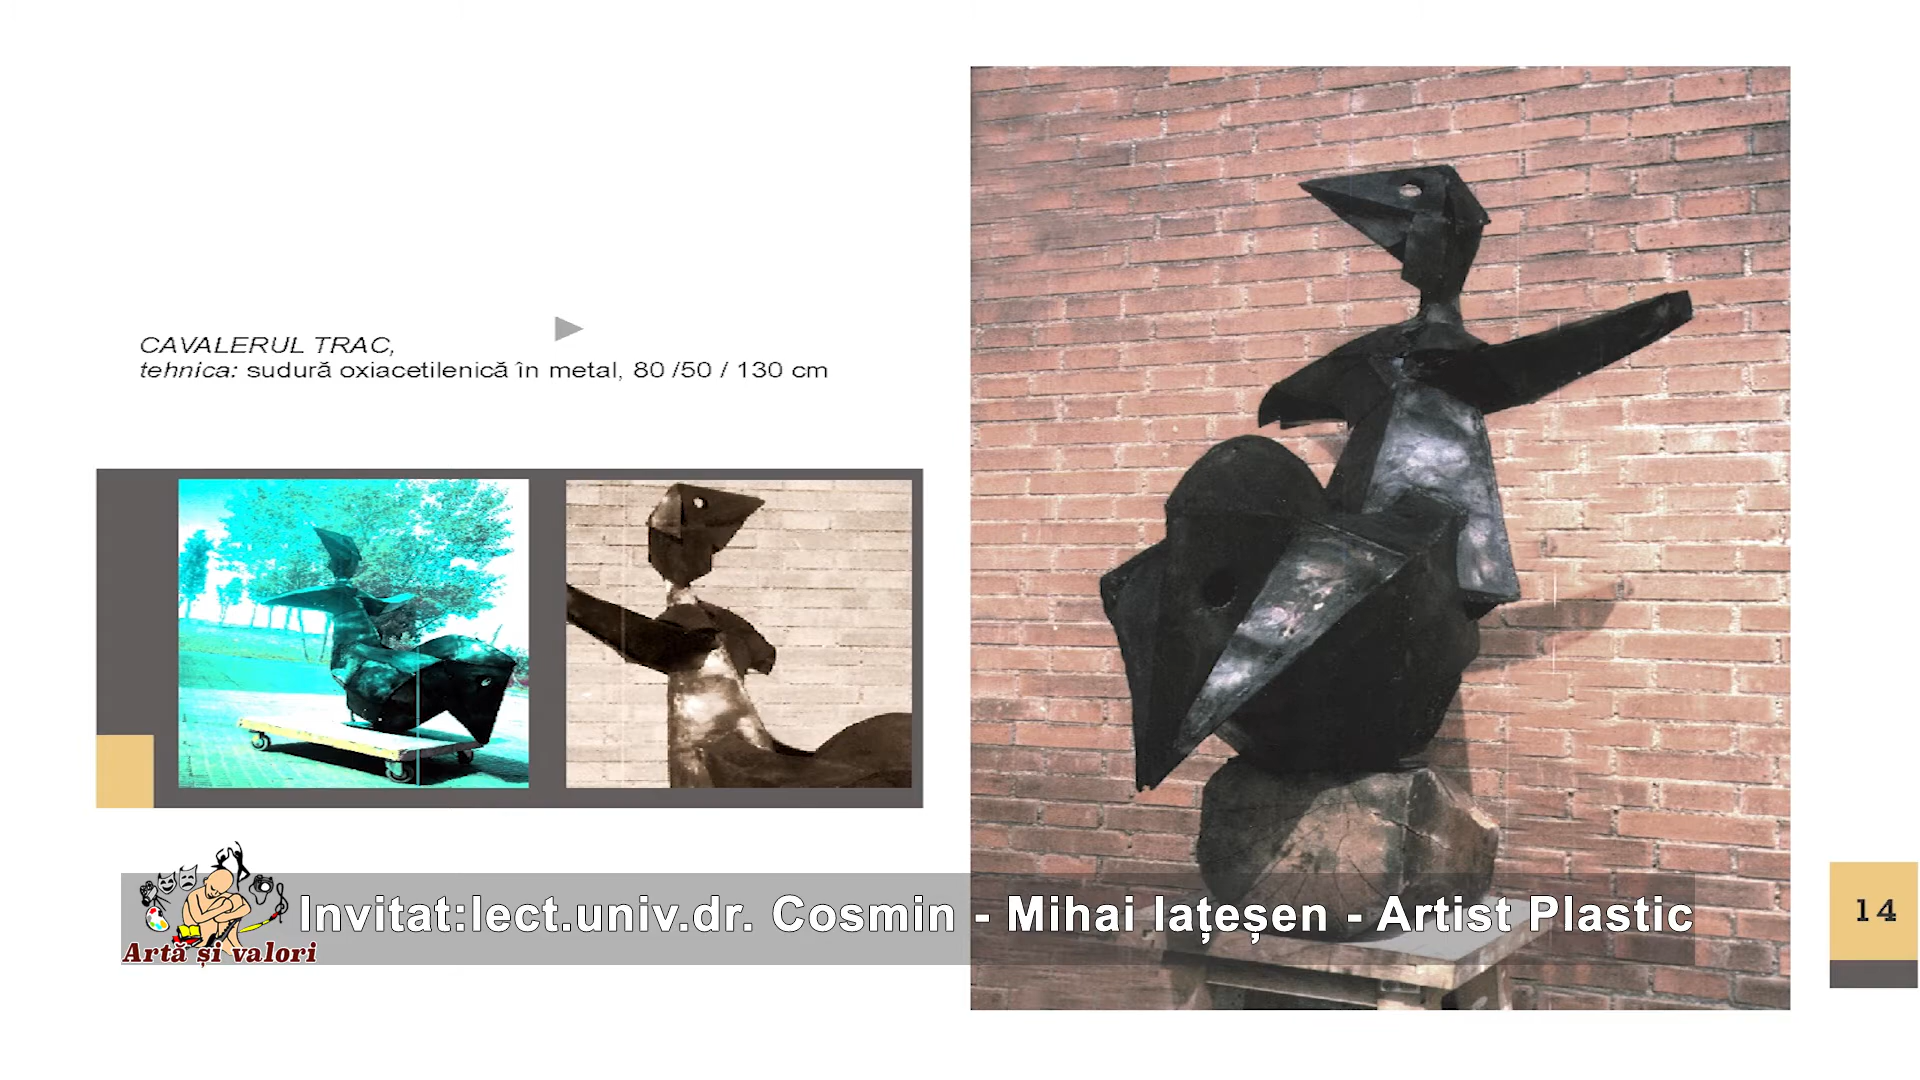 CAVALERUL TRAC,
tehnica: sudură oxiacetilenică în metal, 80 /50 / 130 cm
Invitat:lect.univ.dr. Cosmin - Mihai Iațeșen - Artist Plastic
Artă și valori
14